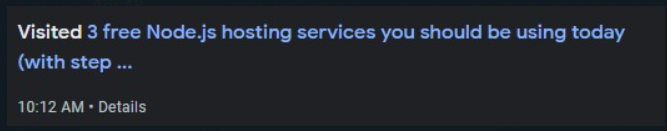 Visited 3 free Node.js hosting services you should be using today
(with step ...
10:12 AM • Details